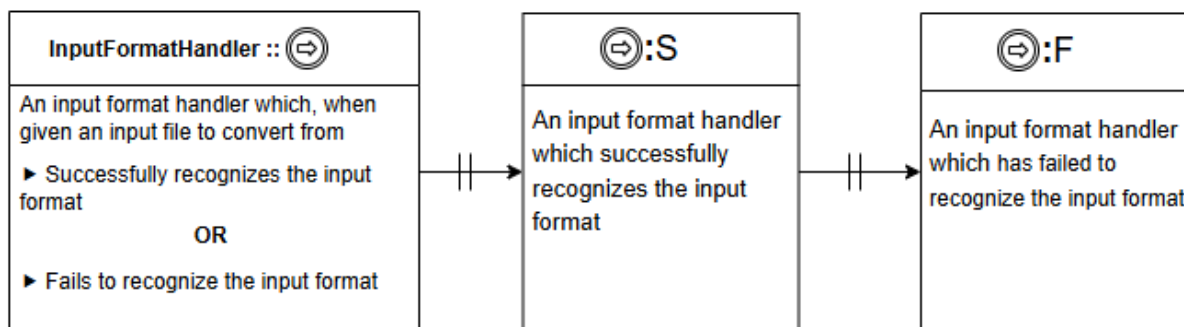 InputFormatHandler :: ⇨
An input format handler which, when
given an input file to convert from
▶ Successfully recognizes the input
format
OR
▶ Fails to recognize the input format
⇨:S
An input format handler
which successfully
recognizes the input
format
⇨:F
An input format handler
which has failed to
recognize the input format